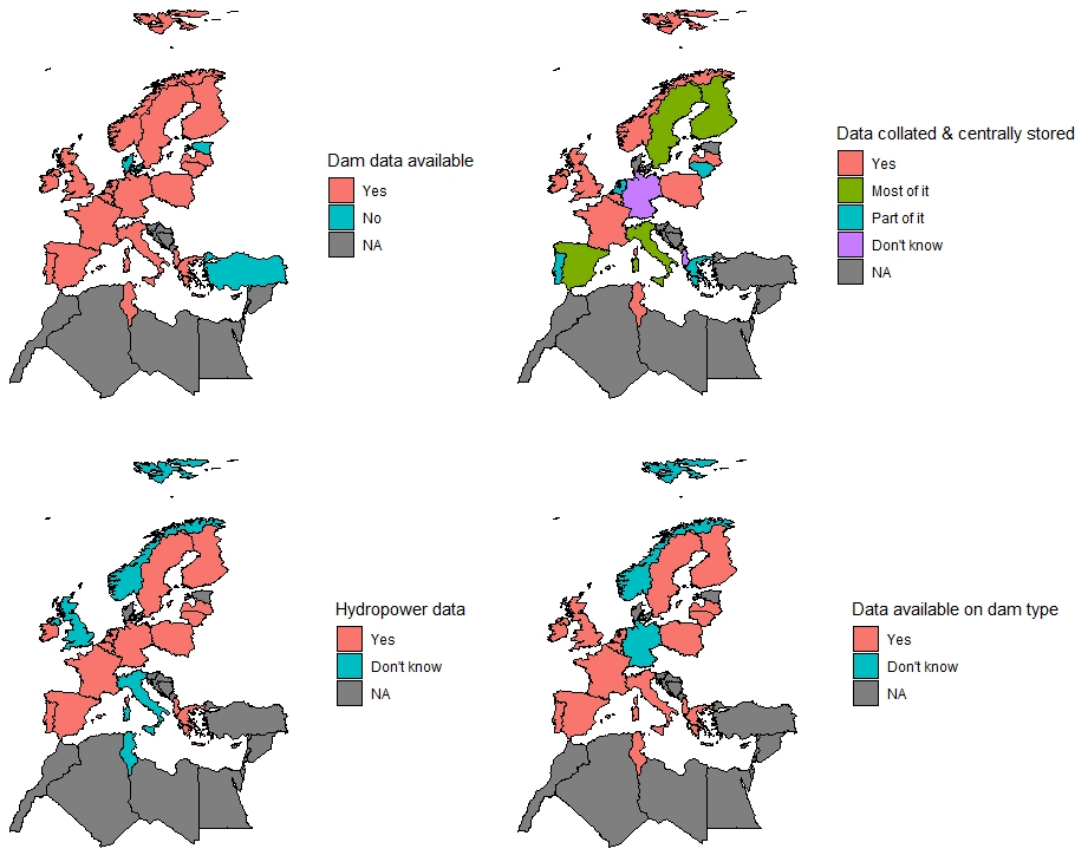 Dam data available
Yes
No
NA
Data collated & centrally stored
Yes
Most of it
Part of it
Don't know
NA
Hydropower data
Yes
Don't know
NA
Data available on dam type
Yes
Don't know
NA